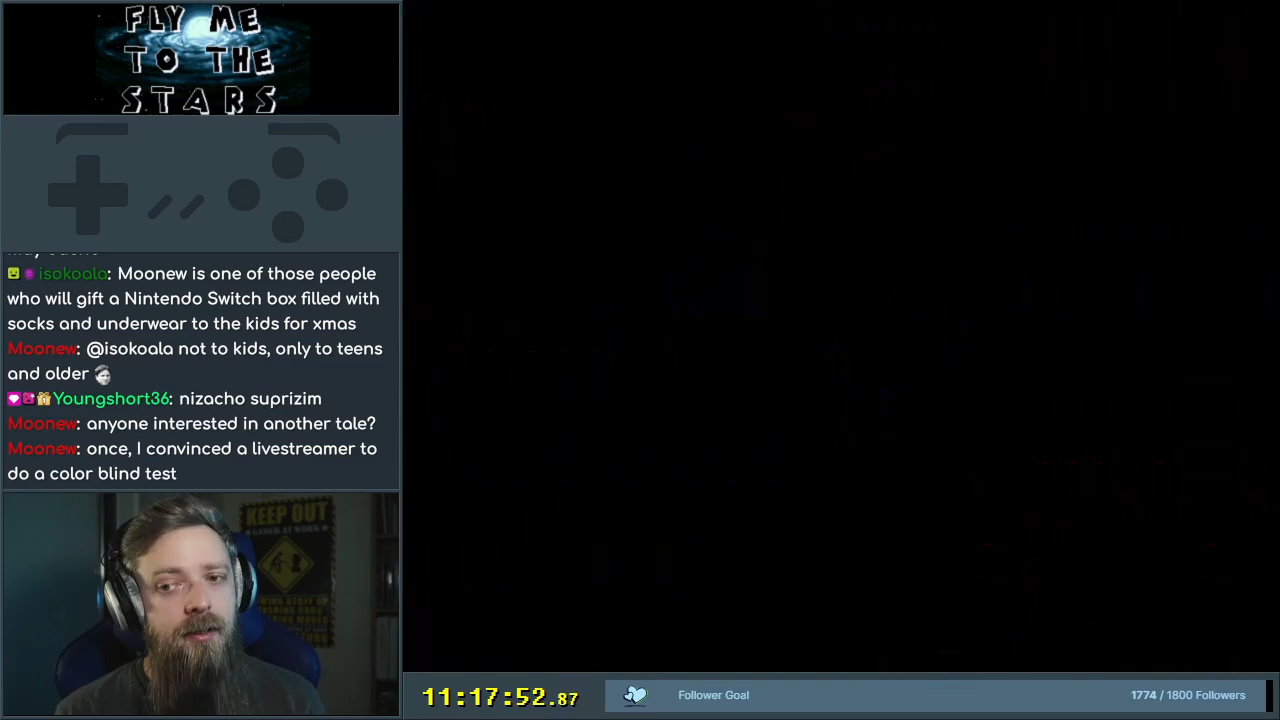 FLY ME
TO THE
STARS
isokoala: Moonew is one of those people
who will gift a Nintendo Switch box filled with
socks and underwear to the kids for xmas
Moonew: @isokoala not to kids, only to teens
and older
Youngshort36: nizacho suprizim
Moonew: anyone interested in another tale?
Moonew: once, I convinced a livestreamer to
do a color blind test
KEEP OUT
GAMER AT WORK
11:17:52.87
Follower Goal
1774 / 1800 Followers